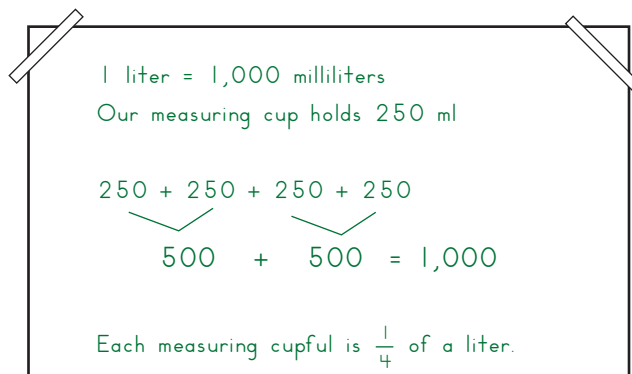 1 liter = 1,000 milliliters
Our measuring cup holds 250 ml
250 + 250 + 250 + 250
500 + 500 = 1,000
Each measuring cupful is 1/4 of a liter.